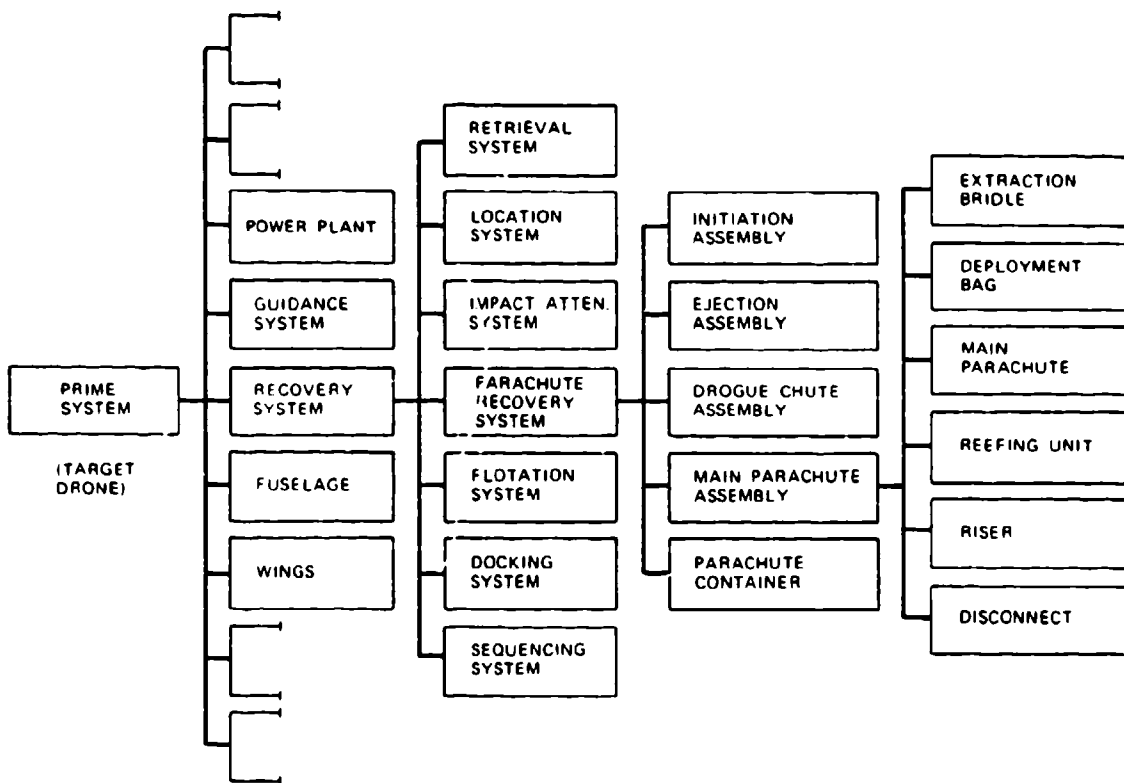 PRIME
SYSTEM
(TARGET
DRONE)
POWER PLANT
GUIDANCE
SYSTEM
RECOVERY
SYSTEM
FUSELAGE
WINGS
RETRIEVAL
SYSTEM
LOCATION
SYSTEM
IMPACT ATTEN.
SYSTEM
PARACHUTE
RECOVERY
SYSTEM
FLOTATION
SYSTEM
DOCKING
SYSTEM
SEQUENCING
SYSTEM
INITIATION
ASSEMBLY
EJECTION
ASSEMBLY
DROGUE CHUTE
ASSEMBLY
MAIN PARACHUTE
ASSEMBLY
PARACHUTE
CONTAINER
EXTRACTION
BRIDLE
DEPLOYMENT
BAG
MAIN
PARACHUTE
REEFING UNIT
RISER
DISCONNECT